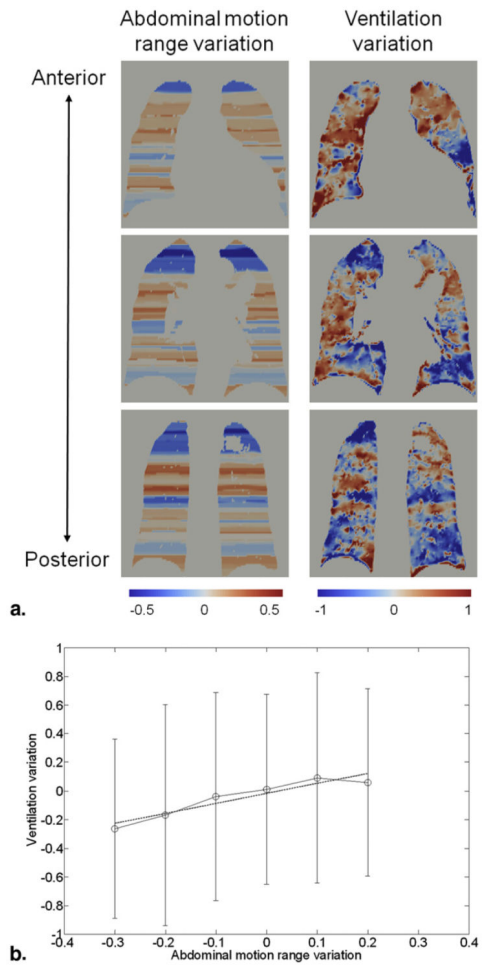 Abdominal motion range variation
Ventilation variation
Anterior
Posterior
-0.5 0 0.5
-1 0 1
a.
1
0.8
0.6
0.4
0.2
0
-0.2
-0.4
-0.6
-0.8
-1
Ventilation variation
-0.4 -0.3 -0.2 -0.1 0 0.1 0.2 0.3 0.4
Abdominal motion range variation
b.